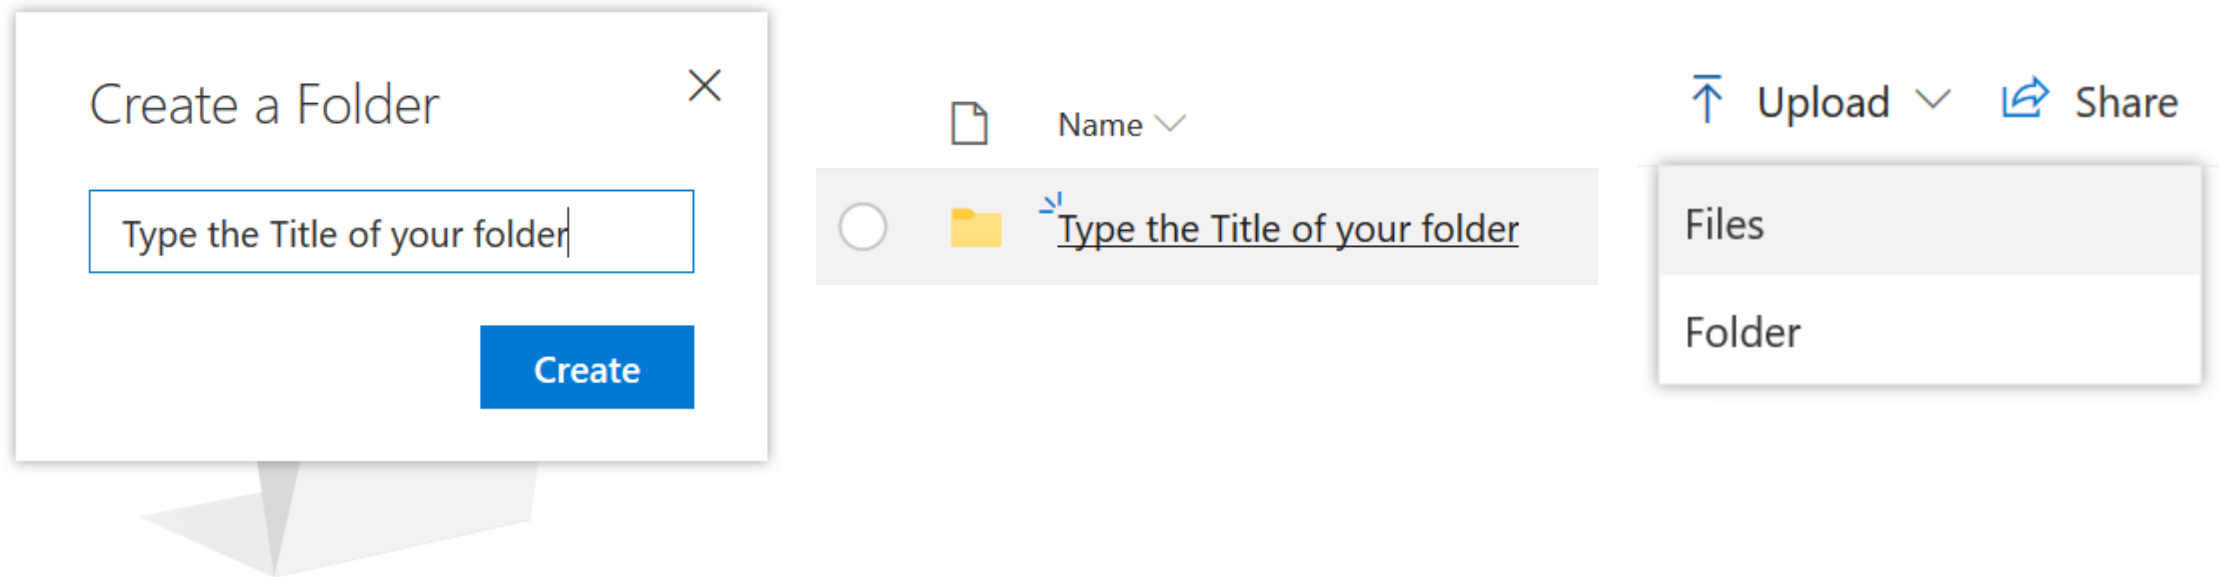 Create a Folder
Type the Title of your folder
Create
Name
Type the Title of your folder
Upload
Share
Files
Folder